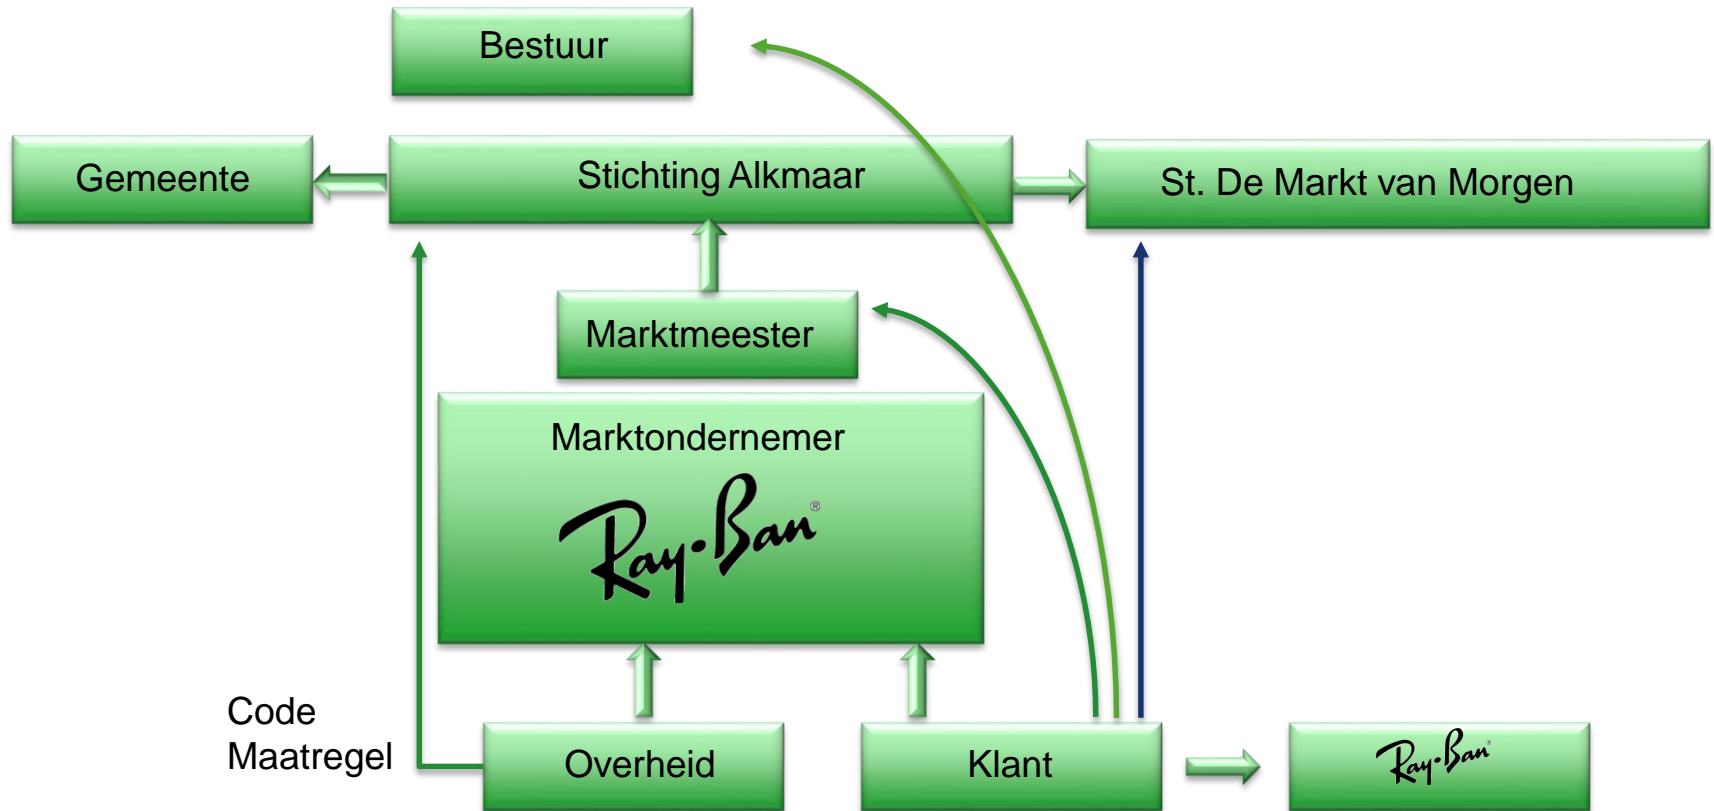 Bestuur
Gemeente
Stichting Alkmaar
St. De Markt van Morgen
Marktmeester
Marktondernemer
Ray·Ban®
Code
Maatregel
Overheid
Klant
Ray·Ban®